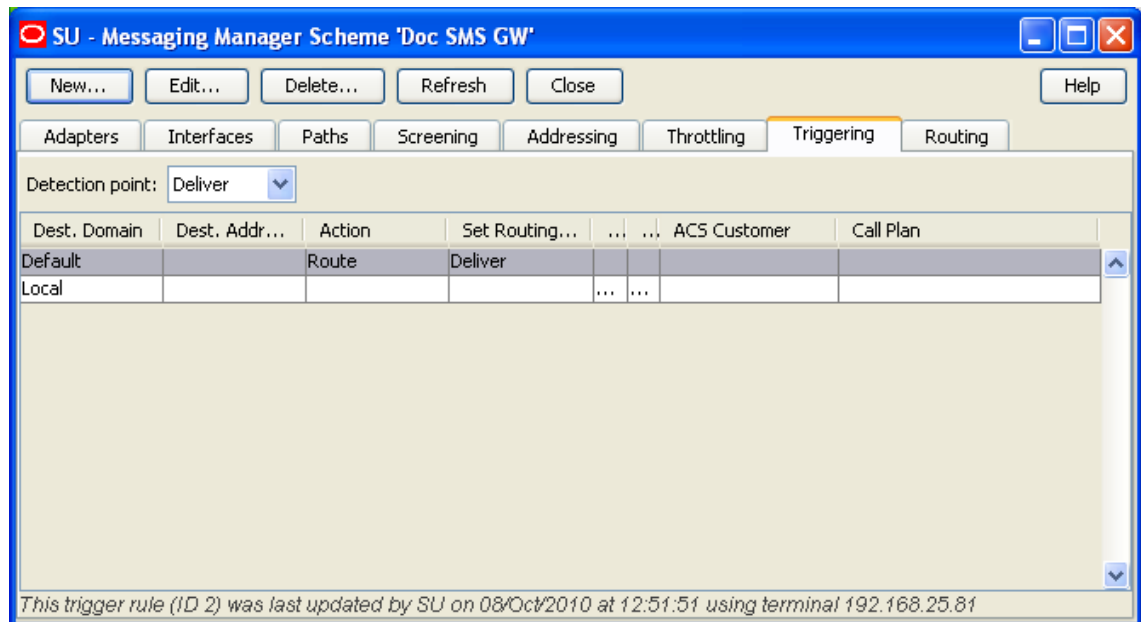 SU - Messaging Manager Scheme 'Doc SMS GW'
New... Edit... Delete... Refresh Close Help
Adapters Interfaces Paths Screening Addressing Throttling Triggering Routing
Detection point: Deliver
Dest. Domain Dest. Addr... Action Set Routing... ... ... ACS Customer Call Plan
Default Route Deliver
Local ... ...
This trigger rule (ID 2) was last updated by SU on 08/Oct/2010 at 12:51:51 using terminal 192.168.25.81